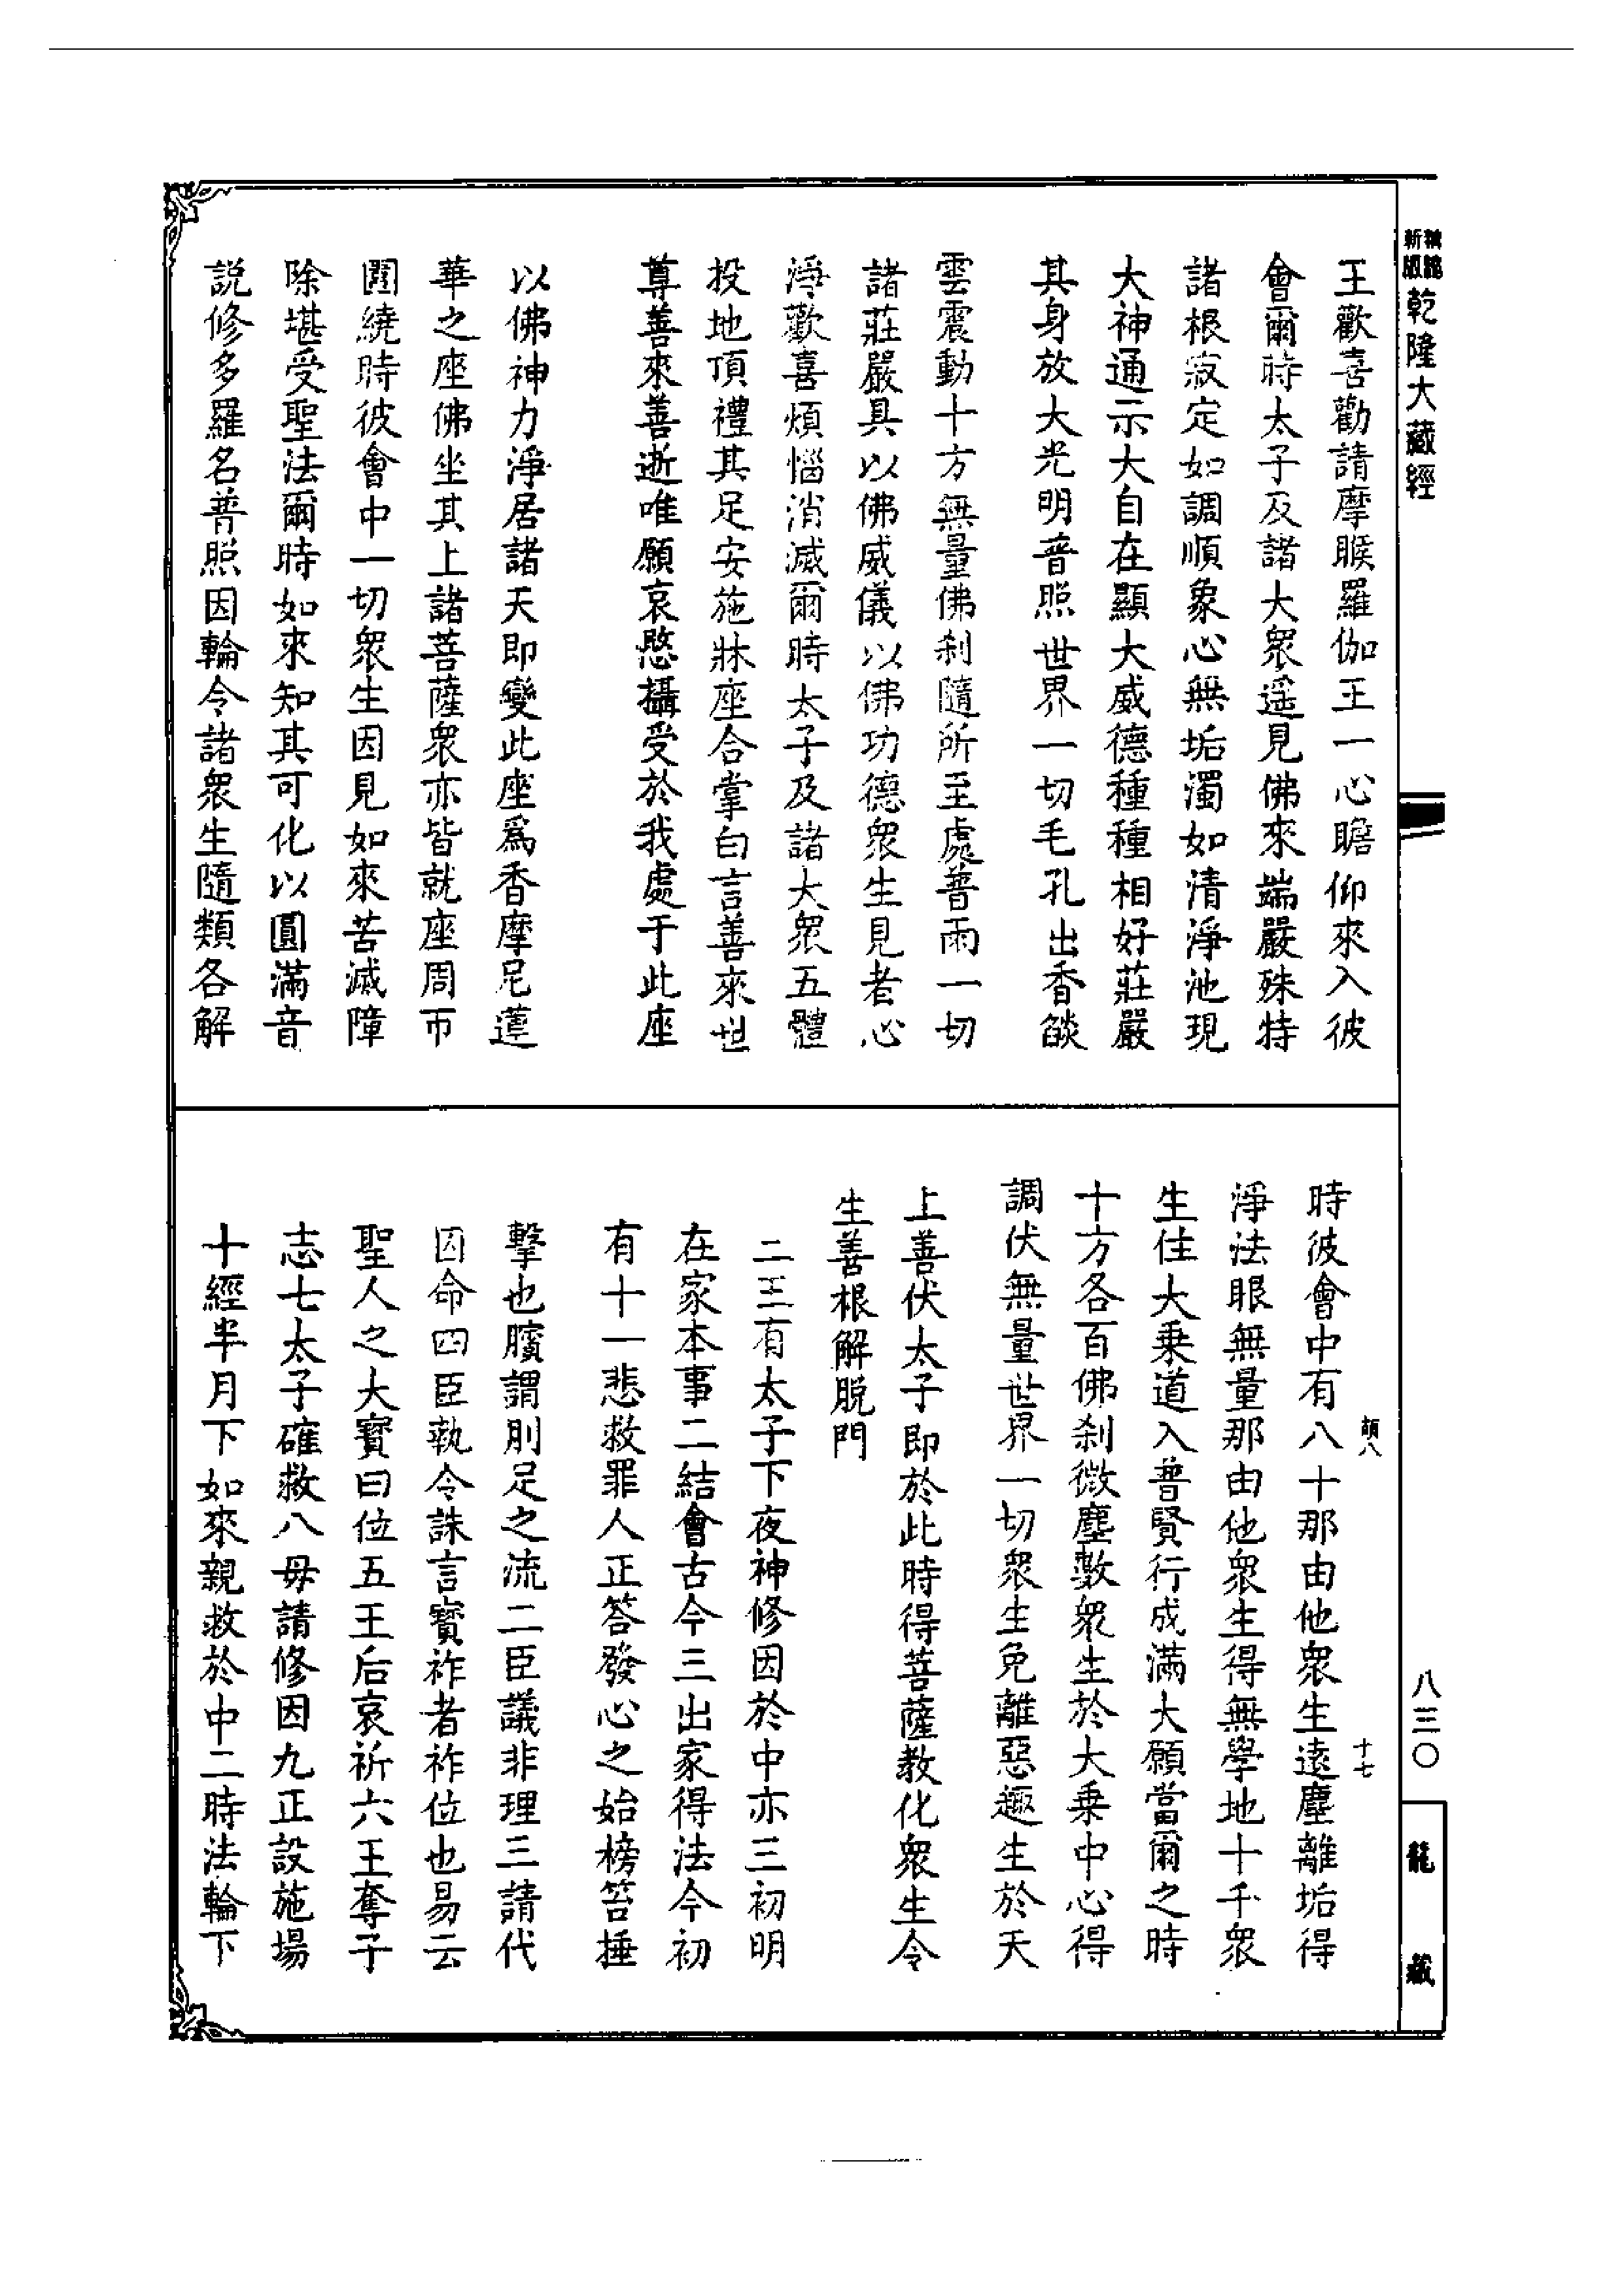 新編
縮版
乾隆大藏經
王歡喜勸請摩睺羅伽王一心瞻仰來入彼
會爾時太子及諸大眾遥見佛來端嚴殊特
諸根寂定如調順象心無垢濁如清淨池現
大神通示大自在顯大威德種種相好莊嚴
其身放大光明普照世界一切毛孔出香燄
雲震動十方無量佛刹隨所至處普雨一切
諸莊嚴具以佛威儀以佛功德眾生見者心
淨歡喜煩惱消滅爾時太子及諸大眾五體
投地頂禮其足安施牀座合掌白言善來世
尊善來善逝唯願哀愍攝受於我處于此座
以佛神力淨居諸天即變此座為香摩尼蓮
華之座佛坐其上諸菩薩眾亦皆就座周帀
圍繞時彼會中一切眾生因見如來苦滅障
除堪受聖法爾時如來知其可化以圓滿音
説修多羅名普照因輪令諸眾生隨類各解
時彼會中有八十那由他眾生遠塵離垢得
淨法眼無量那由他眾生得無學地十千眾
生住大乗道入普賢行成滿大願當爾之時
十方各百佛刹微塵數眾生於大乗中心得
調伏無量世界一切眾生免離惡趣生於天
上善伏太子即於此時得菩薩教化眾生令
生善根解脱門
二三有太子下夜神修因於中亦三初明
在家本事二結會古今三出家得法今初
有十一悲救罪人正答發心之始榜笞捶
擊也臏謂刖足之流二臣議非理三請代
囚命四臣執令誅言寳祚者祚位也易云
聖人之大寳曰位五王后哀祈六王奪子
志七太子確救八母請修因九正設施場
十經半月下如來親救於中二時法輪下
八
十七
八三〇
龍
藏